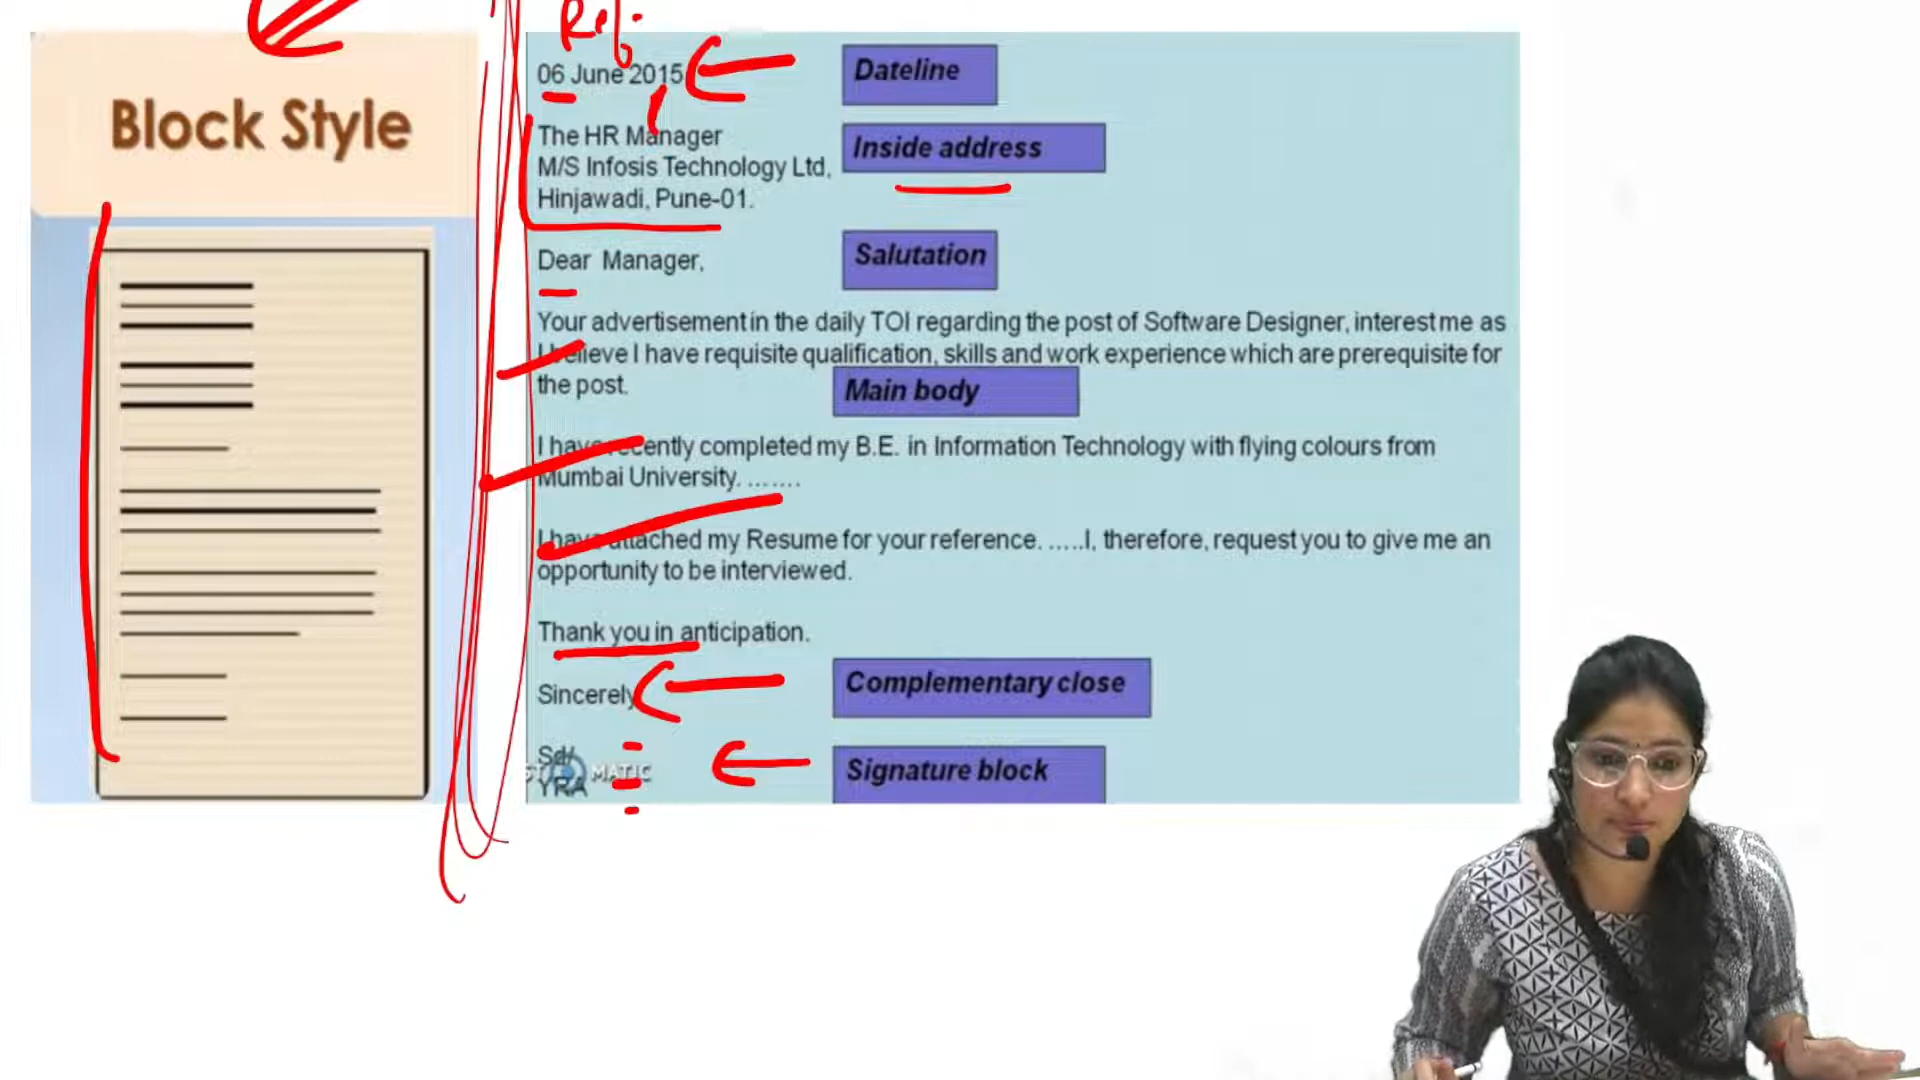 Ref:
Block Style
06 June 2015
Dateline
The HR Manager
M/S Infosis Technology Ltd,
Hinjawadi, Pune-01.
Inside address
Dear Manager,
Salutation
Your advertisement in the daily TOI regarding the post of Software Designer, interest me as
I believe I have requisite qualification, skills and work experience which are prerequisite for
the post.
Main body
I have recently completed my B.E. in Information Technology with flying colours from
Mumbai University. .......
I have attached my Resume for your reference. .....I, therefore, request you to give me an
opportunity to be interviewed.
Thank you in anticipation.
Sincerely
Complementary close
Sd/
YRA
Signature block